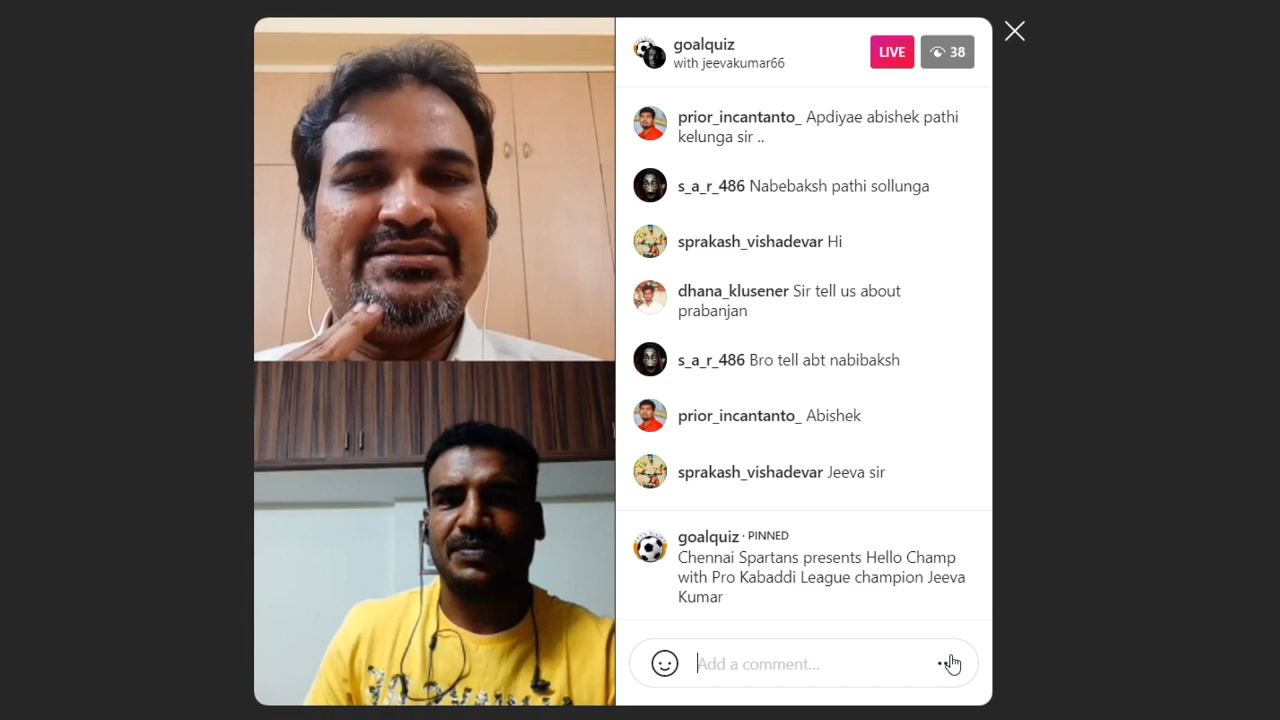 goalquiz
with jeevakumar66
LIVE
38
prior_incantanto_ Apdiyae abishek pathi
kelunga sir ..
s_a_r_486 Nabebaksh pathi sollunga
sprakash_vishadevar Hi
dhana_klusener Sir tell us about
prabanjan
s_a_r_486 Bro tell abt nabibaksh
prior_incantanto_ Abishek
sprakash_vishadevar Jeeva sir
goalquiz · PINNED
Chennai Spartans presents Hello Champ
with Pro Kabaddi League champion Jeeva
Kumar
Add a comment...